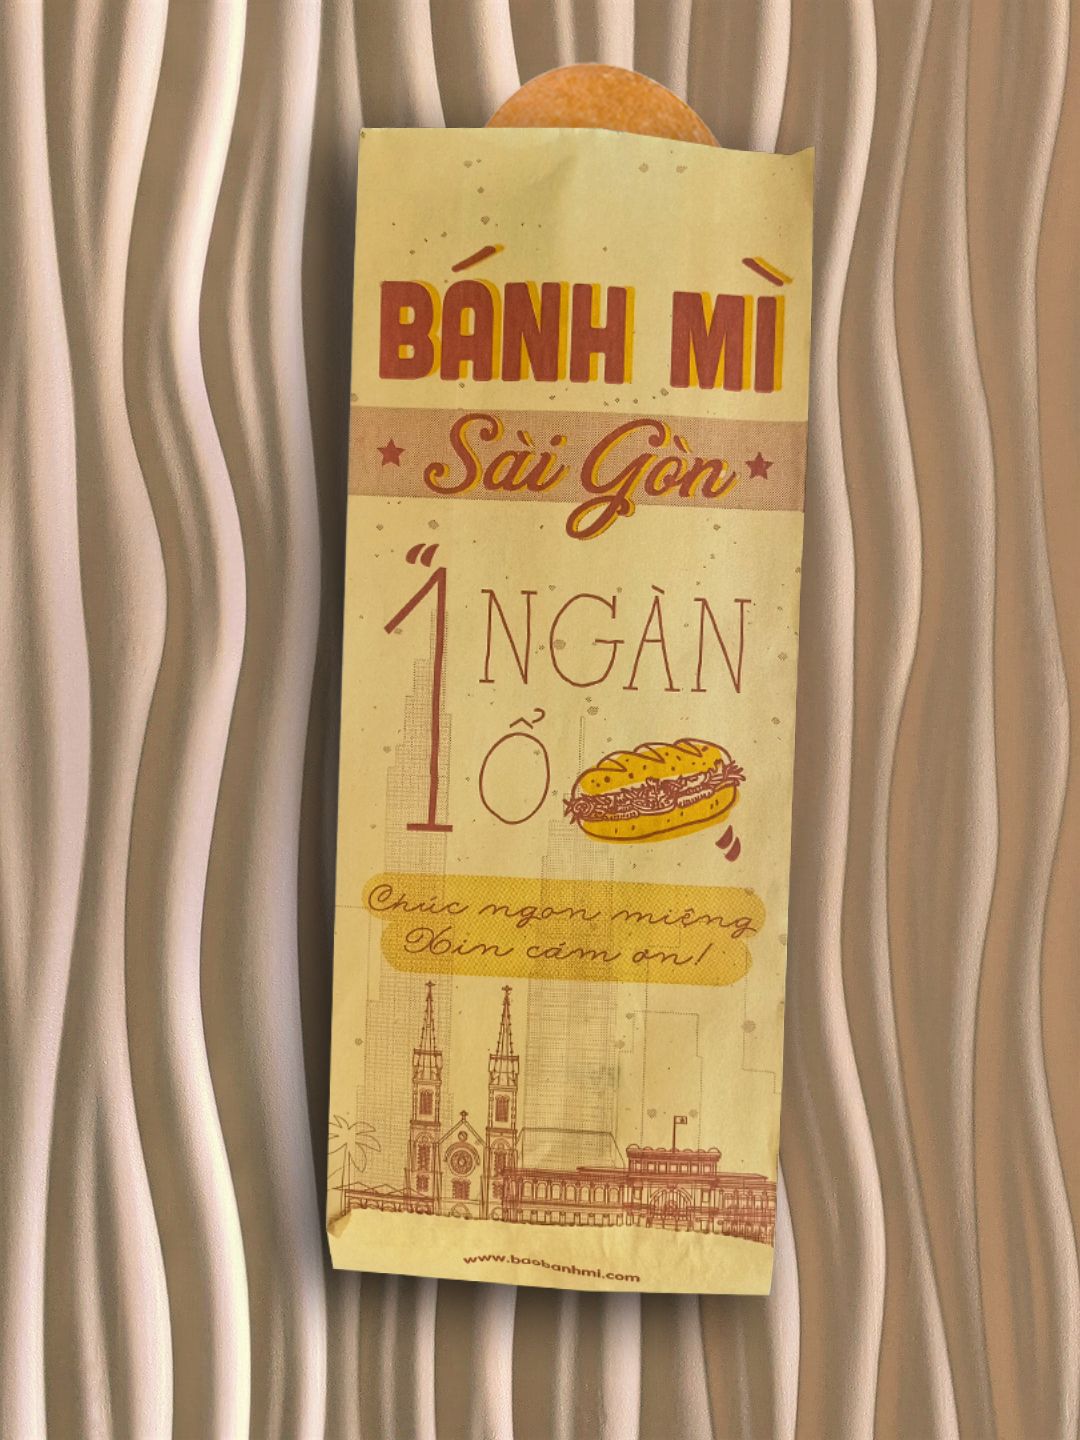 BÁNH MÌ
★ Sài Gòn ★
“1 NGÀN
Ổ ”
Chúc ngon miệng
Xin cám ơn!
www.baobanhmi.com